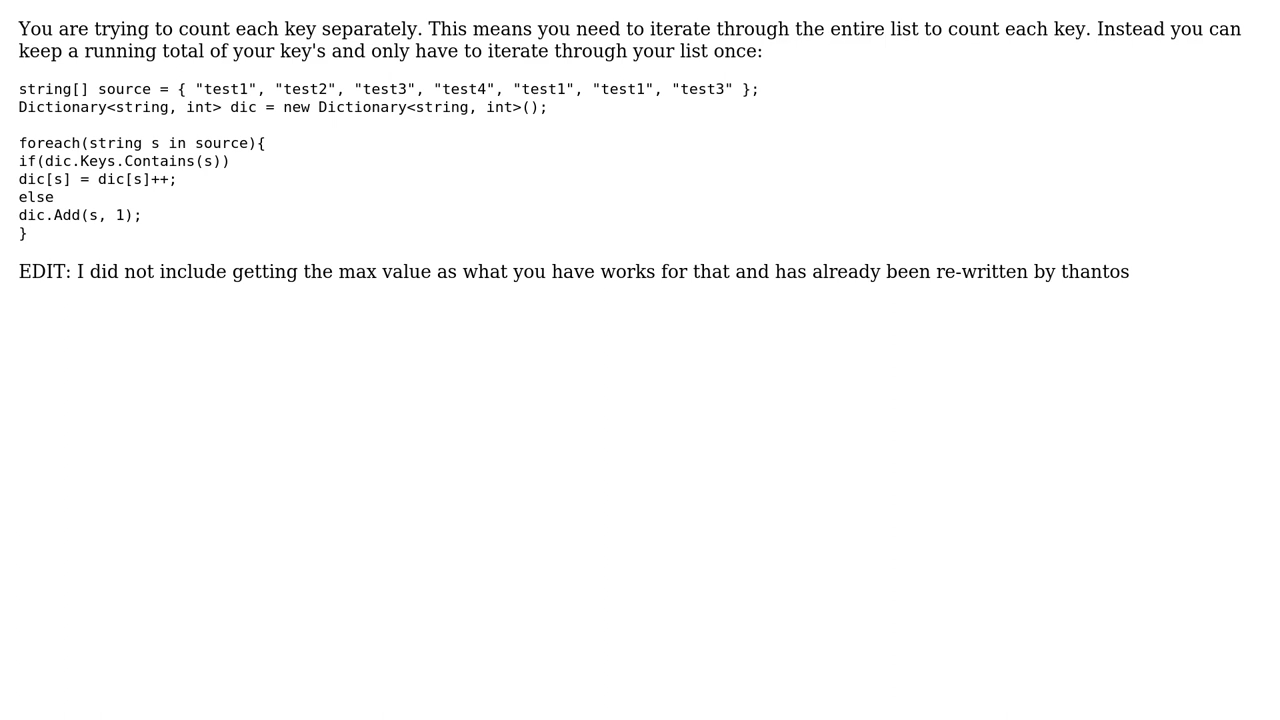 You are trying to count each key separately. This means you need to iterate through the entire list to count each key. Instead you can
keep a running total of your key's and only have to iterate through your list once:
string[] source = { "test1", "test2", "test3", "test4", "test1", "test1", "test3" };
Dictionary<string, int> dic = new Dictionary<string, int>();
foreach(string s in source){
if(dic.Keys.Contains(s))
dic[s] = dic[s]++;
else
dic.Add(s, 1);
}
EDIT: I did not include getting the max value as what you have works for that and has already been re-written by thantos